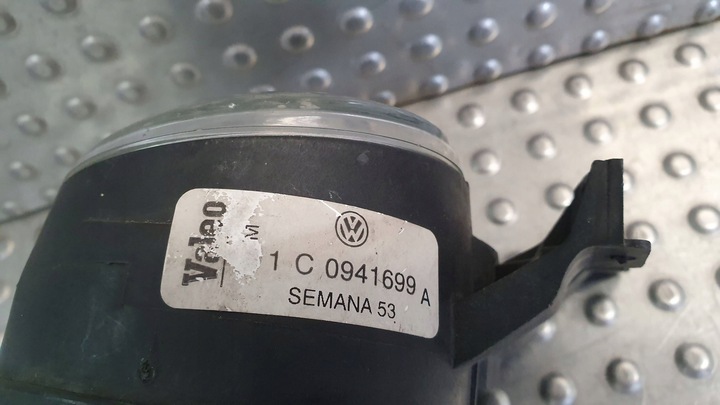 Valeo
M
1 C 0941699 A
SEMANA 53